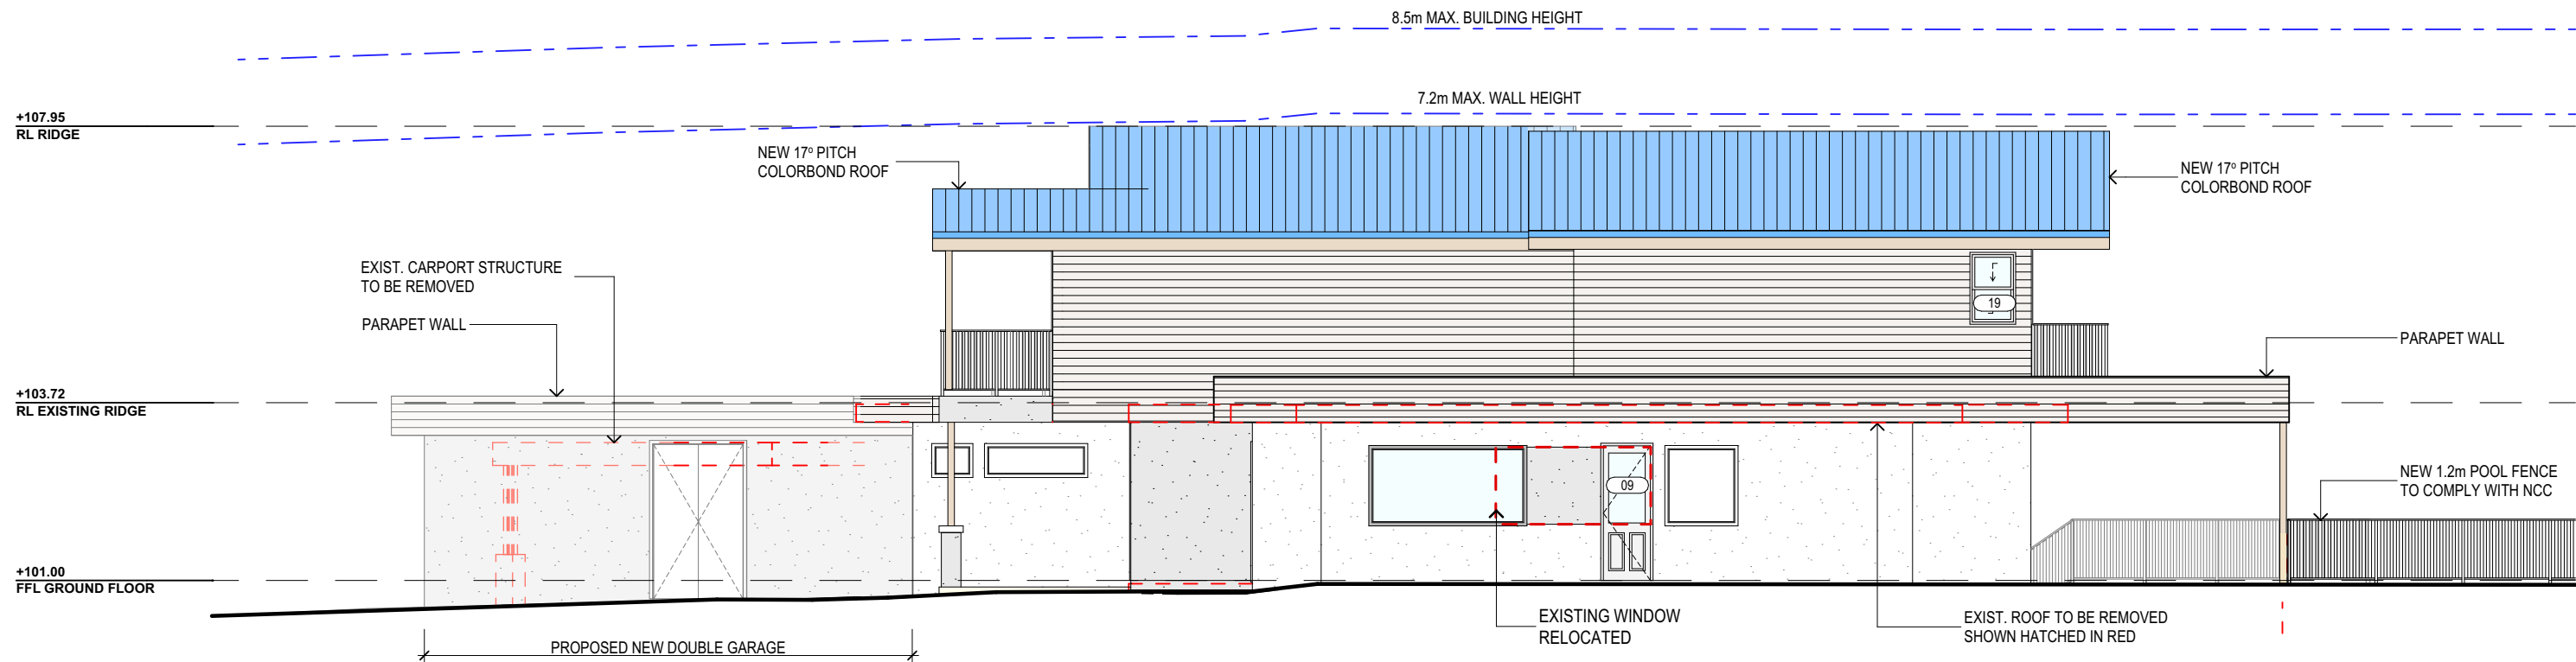 8.5m MAX. BUILDING HEIGHT
7.2m MAX. WALL HEIGHT
+107.95
RL RIDGE
NEW 17º PITCH
COLORBOND ROOF
NEW 17º PITCH
COLORBOND ROOF
EXIST. CARPORT STRUCTURE
TO BE REMOVED
19
PARAPET WALL
PARAPET WALL
+103.72
RL EXISTING RIDGE
09
NEW 1.2m POOL FENCE
TO COMPLY WITH NCC
+101.00
FFL GROUND FLOOR
EXISTING WINDOW
RELOCATED
EXIST. ROOF TO BE REMOVED
SHOWN HATCHED IN RED
PROPOSED NEW DOUBLE GARAGE